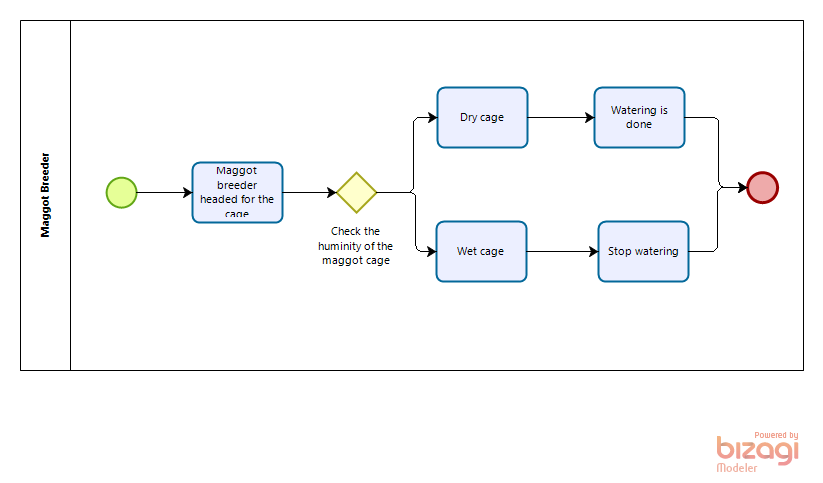 Maggot Breeder
Maggot
breeder
headed for the
cage
Check the
huminity of the
maggot cage
Dry cage
Watering is
done
Wet cage
Stop watering
Powered by
bizagi
Modeler